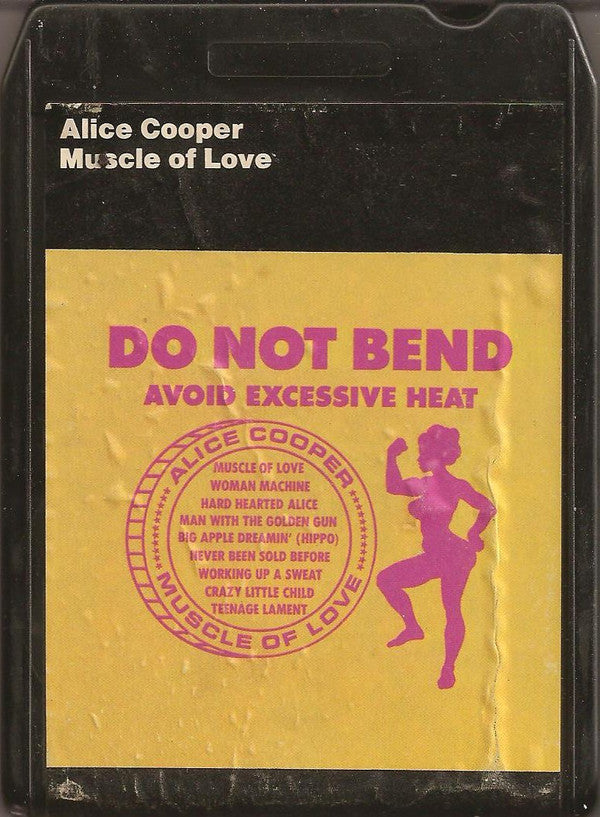 Alice Cooper
Muscle of Love
DO NOT BEND
AVOID EXCESSIVE HEAT
ALICE COOPER
MUSCLE OF LOVE
WOMAN MACHINE
HARD HEARTED ALICE
MAN WITH THE GOLDEN GUN
BIG APPLE DREAMIN' (HIPPO)
NEVER BEEN SOLD BEFORE
WORKING UP A SWEAT
CRAZY LITTLE CHILD
TEENAGE LAMENT
MUSCLE OF LOVE